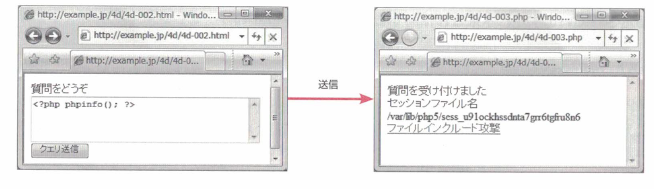 http://example.jp/4d/4d-002.html - Windo...
http://example.jp/4d/4d-002.html
http://example.jp/4d/4d-0...
質問をどうぞ
<?php phpinfo(); ?>
クエリ送信
送信
http://example.jp/4d/4d-003.php - Windo...
http://example.jp/4d/4d-003.php
http://example.jp/4d/4d-0...
質問を受け付けました
セッションファイル名
/var/lib/php5/sess_u91ockhssdnta7grr6tgfru8n6
ファイルインクルード攻撃